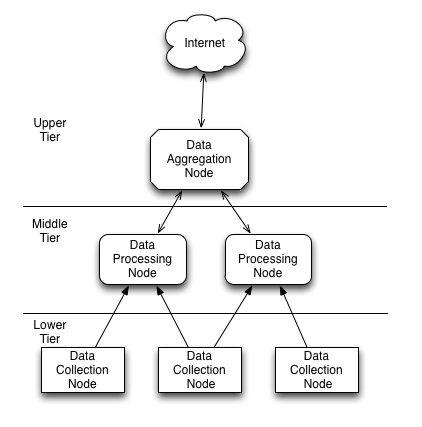 Internet
Upper
Tier
Data
Aggregation
Node
Middle
Tier
Data
Processing
Node
Data
Processing
Node
Lower
Tier
Data
Collection
Node
Data
Collection
Node
Data
Collection
Node